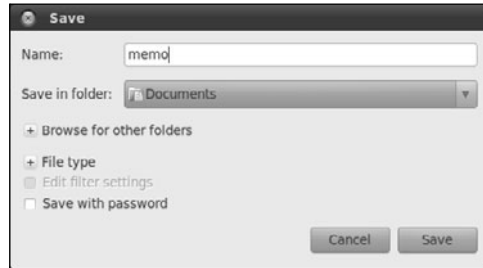 Save
Name: memo
Save in folder: Documents
Browse for other folders
File type
Edit filter settings
Save with password
Cancel Save